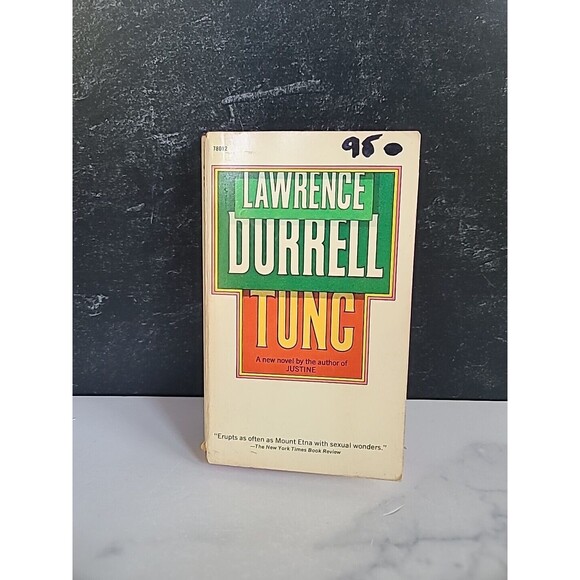 78012
95
LAWRENCE
DURRELL
TUNC
A new novel by the author of
JUSTINE
"Erupts as often as Mount Etna with sexual wonders."
—The New York Times Book Review